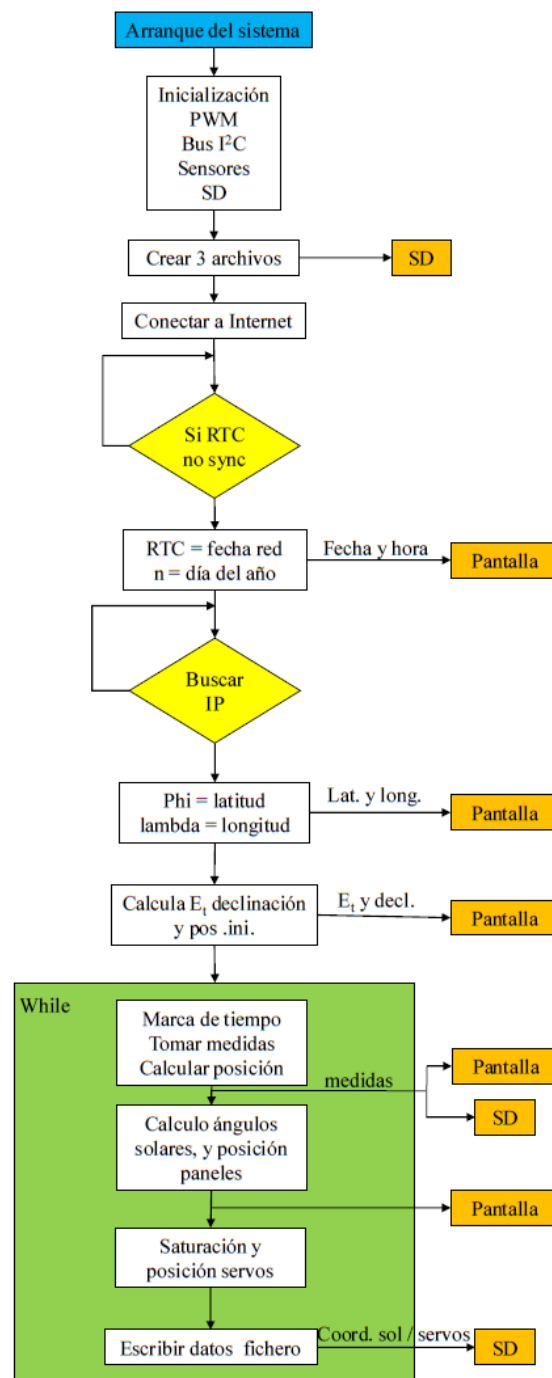 Arranque del sistema
Inicialización
PWM
Bus I²C
Sensores
SD
Crear 3 archivos
SD
Conectar a Internet
Si RTC
no sync
RTC = fecha red
n = día del año
Fecha y hora
Pantalla
Buscar
IP
Phi = latitud
lambda = longitud
Lat. y long.
Pantalla
Calcula Eₜ declinación
y pos .ini.
Eₜ y decl.
Pantalla
While
Marca de tiempo
Tomar medidas
Calcular posición
medidas
Pantalla
SD
Calculo ángulos
solares, y posición
paneles
Pantalla
Saturación y
posición servos
Escribir datos fichero
Coord. sol / servos
SD